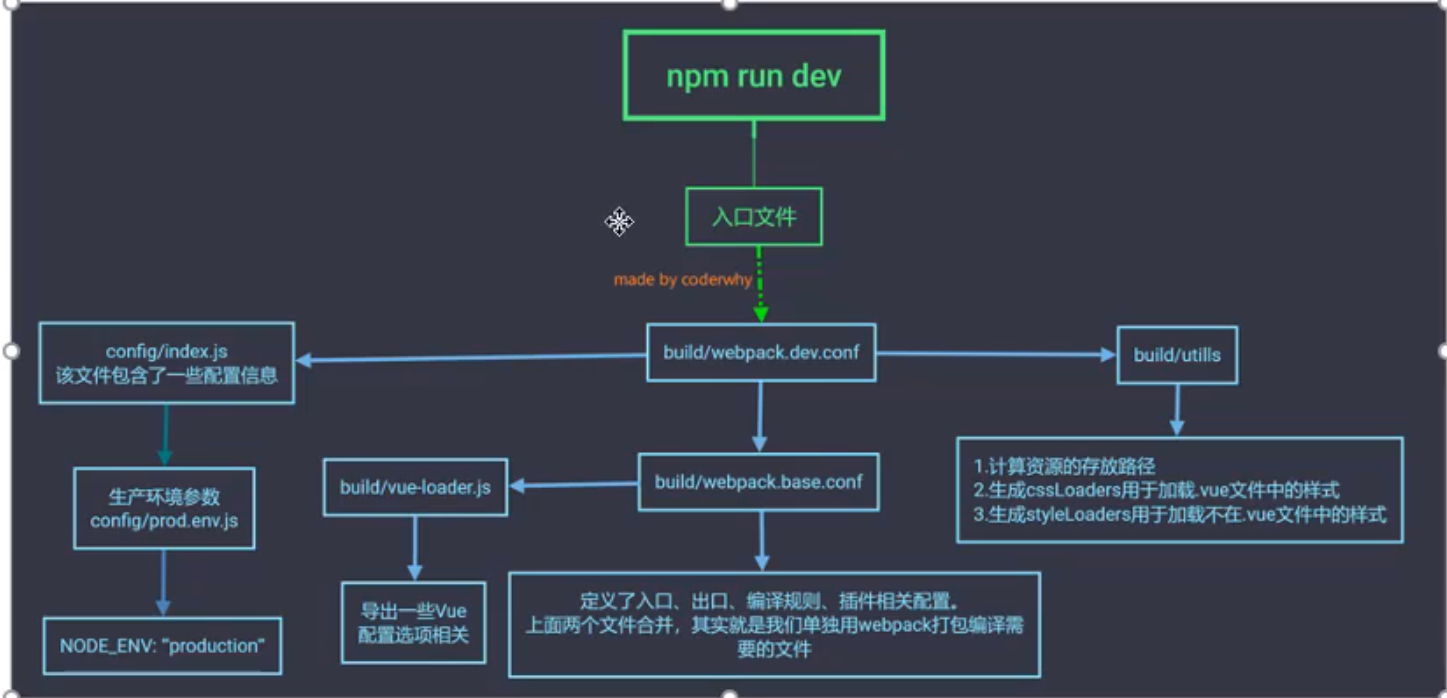 npm run dev
入口文件
made by coderwhy
config/index.js
该文件包含了一些配置信息
build/webpack.dev.conf
build/utills
生产环境参数
config/prod.env.js
build/vue-loader.js
build/webpack.base.conf
1.计算资源的存放路径
2.生成cssLoaders用于加载.vue文件中的样式
3.生成styleLoaders用于加载不在.vue文件中的样式
NODE_ENV: "production"
导出一些Vue
配置选项相关
定义了入口、出口、编译规则、插件相关配置。
上面两个文件合并，其实就是我们单独用webpack打包编译需
要的文件